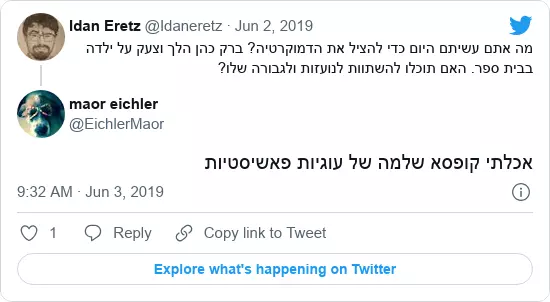 Idan Eretz @Idaneretz · Jun 2, 2019
מה אתם עשיתם היום כדי להציל את הדמוקרטיה? ברק כהן הלך וצעק על ילדה
בבית ספר. האם תוכלו להשתוות לנועזות ולגבורה שלו?
maor eichler
@EichlerMaor
אכלתי קופסא שלמה של עוגיות פאשיסטיות
9:32 AM · Jun 3, 2019
1 Reply Copy link to Tweet
Explore what's happening on Twitter